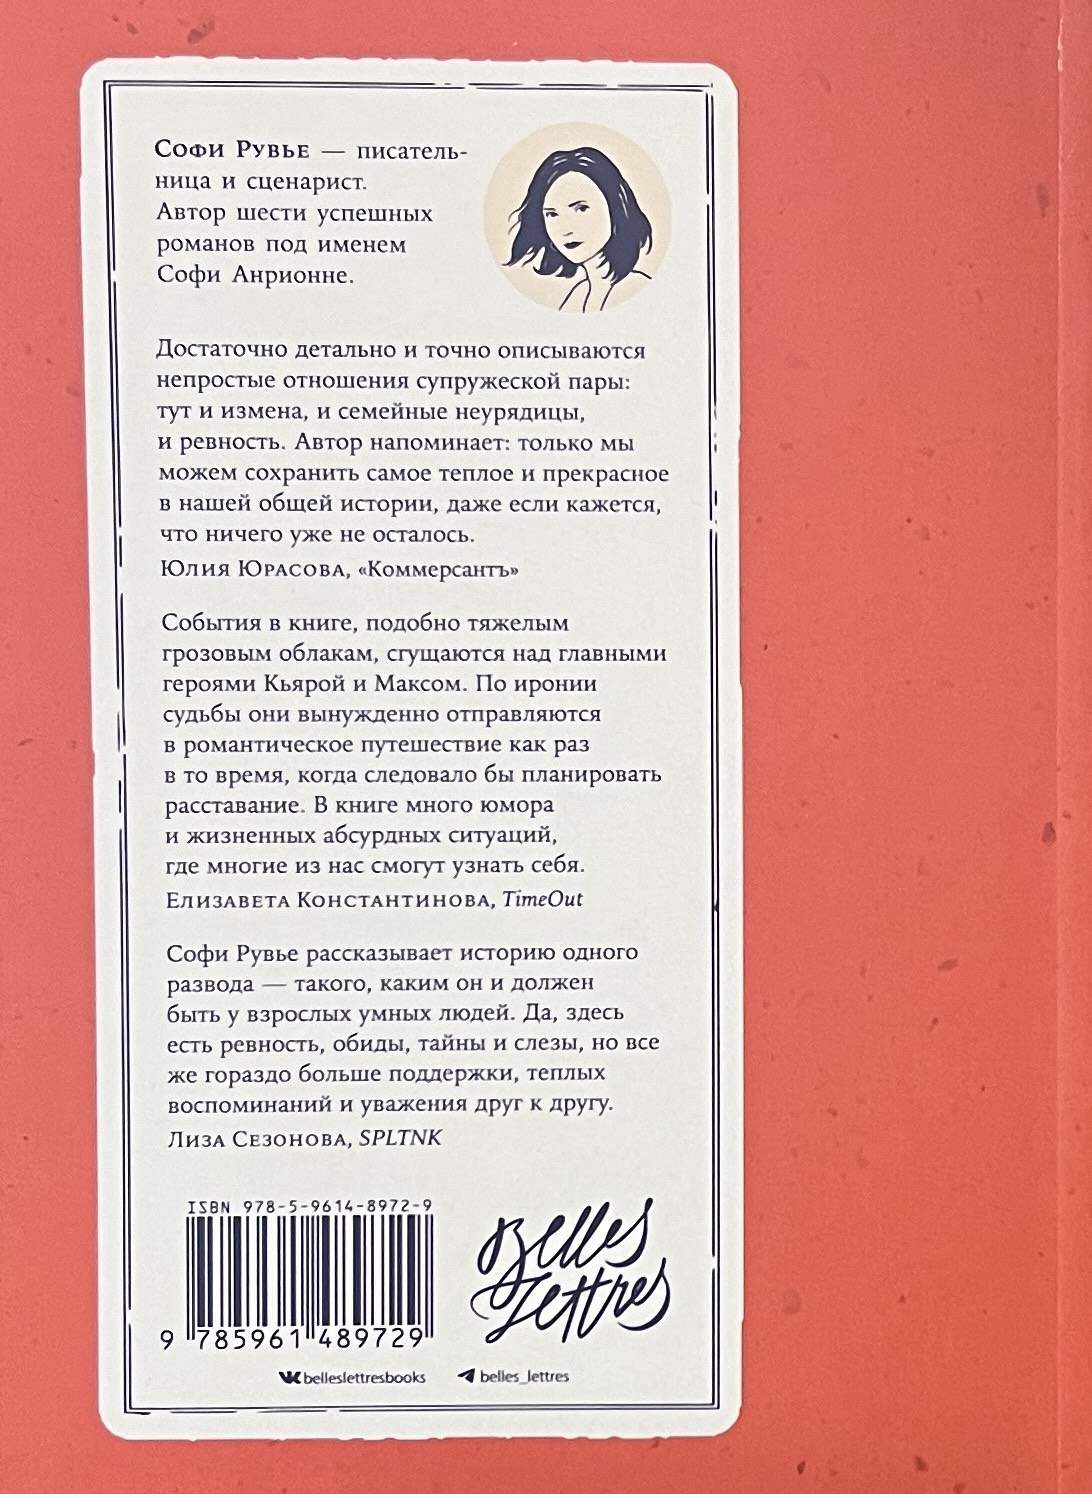 Софи Рувье — писатель-
ница и сценарист.
Автор шести успешных
романов под именем
Софи Анрионне.
Достаточно детально и точно описываются
непростые отношения супружеской пары:
тут и измена, и семейные неурядицы,
и ревность. Автор напоминает: только мы
можем сохранить самое теплое и прекрасное
в нашей общей истории, даже если кажется,
что ничего уже не осталось.
Юлия Юрасова, «Коммерсантъ»
События в книге, подобно тяжелым
грозовым облакам, сгущаются над главными
героями Кьярой и Максом. По иронии
судьбы они вынужденно отправляются
в романтическое путешествие как раз
в то время, когда следовало бы планировать
расставание. В книге много юмора
и жизненных абсурдных ситуаций,
где многие из нас смогут узнать себя.
Елизавета Константинова, TimeOut
Софи Рувье рассказывает историю одного
развода — такого, каким он и должен
быть у взрослых умных людей. Да, здесь
есть ревность, обиды, тайны и слезы, но все
же гораздо больше поддержки, теплых
воспоминаний и уважения друг к другу.
Лиза Сезонова, SPLTNK
ISBN 978-5-9614-8972-9
9 785961 489729
Belles
Lettres
belleslettresbooks
belles_lettres